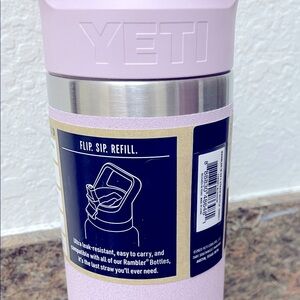 YETI
FLIP. SIP. REFILL.
Ultra leak-resistant, easy to carry, and
compatible with all of our Rambler™ Bottles,
it's the last straw you'll ever need.